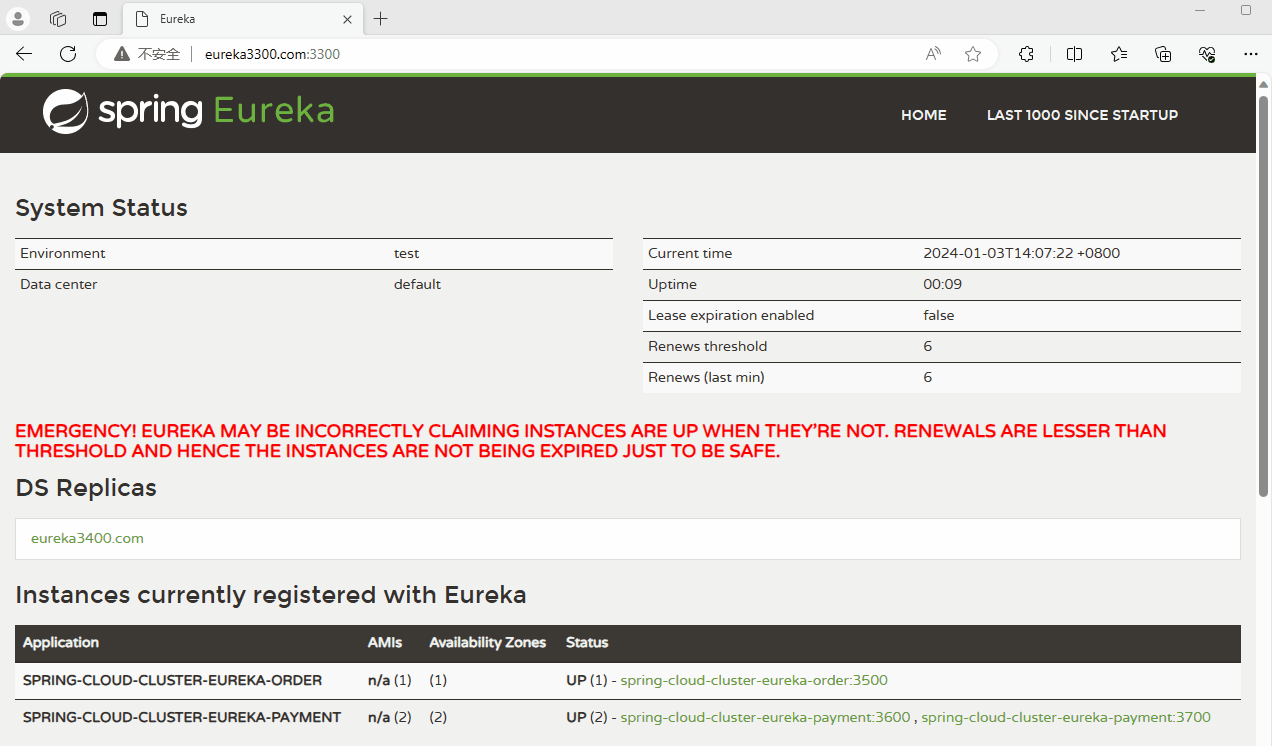 Eureka
不安全 eureka3300.com:3300
spring Eureka
HOME LAST 1000 SINCE STARTUP
System Status
Environment test
Data center default
Current time 2024-01-03T14:07:22 +0800
Uptime 00:09
Lease expiration enabled false
Renews threshold 6
Renews (last min) 6
EMERGENCY! EUREKA MAY BE INCORRECTLY CLAIMING INSTANCES ARE UP WHEN THEY'RE NOT. RENEWALS ARE LESSER THAN
THRESHOLD AND HENCE THE INSTANCES ARE NOT BEING EXPIRED JUST TO BE SAFE.
DS Replicas
eureka3400.com
Instances currently registered with Eureka
Application AMIs Availability Zones Status
SPRING-CLOUD-CLUSTER-EUREKA-ORDER n/a (1) (1) UP (1) - spring-cloud-cluster-eureka-order:3500
SPRING-CLOUD-CLUSTER-EUREKA-PAYMENT n/a (2) (2) UP (2) - spring-cloud-cluster-eureka-payment:3600 , spring-cloud-cluster-eureka-payment:3700